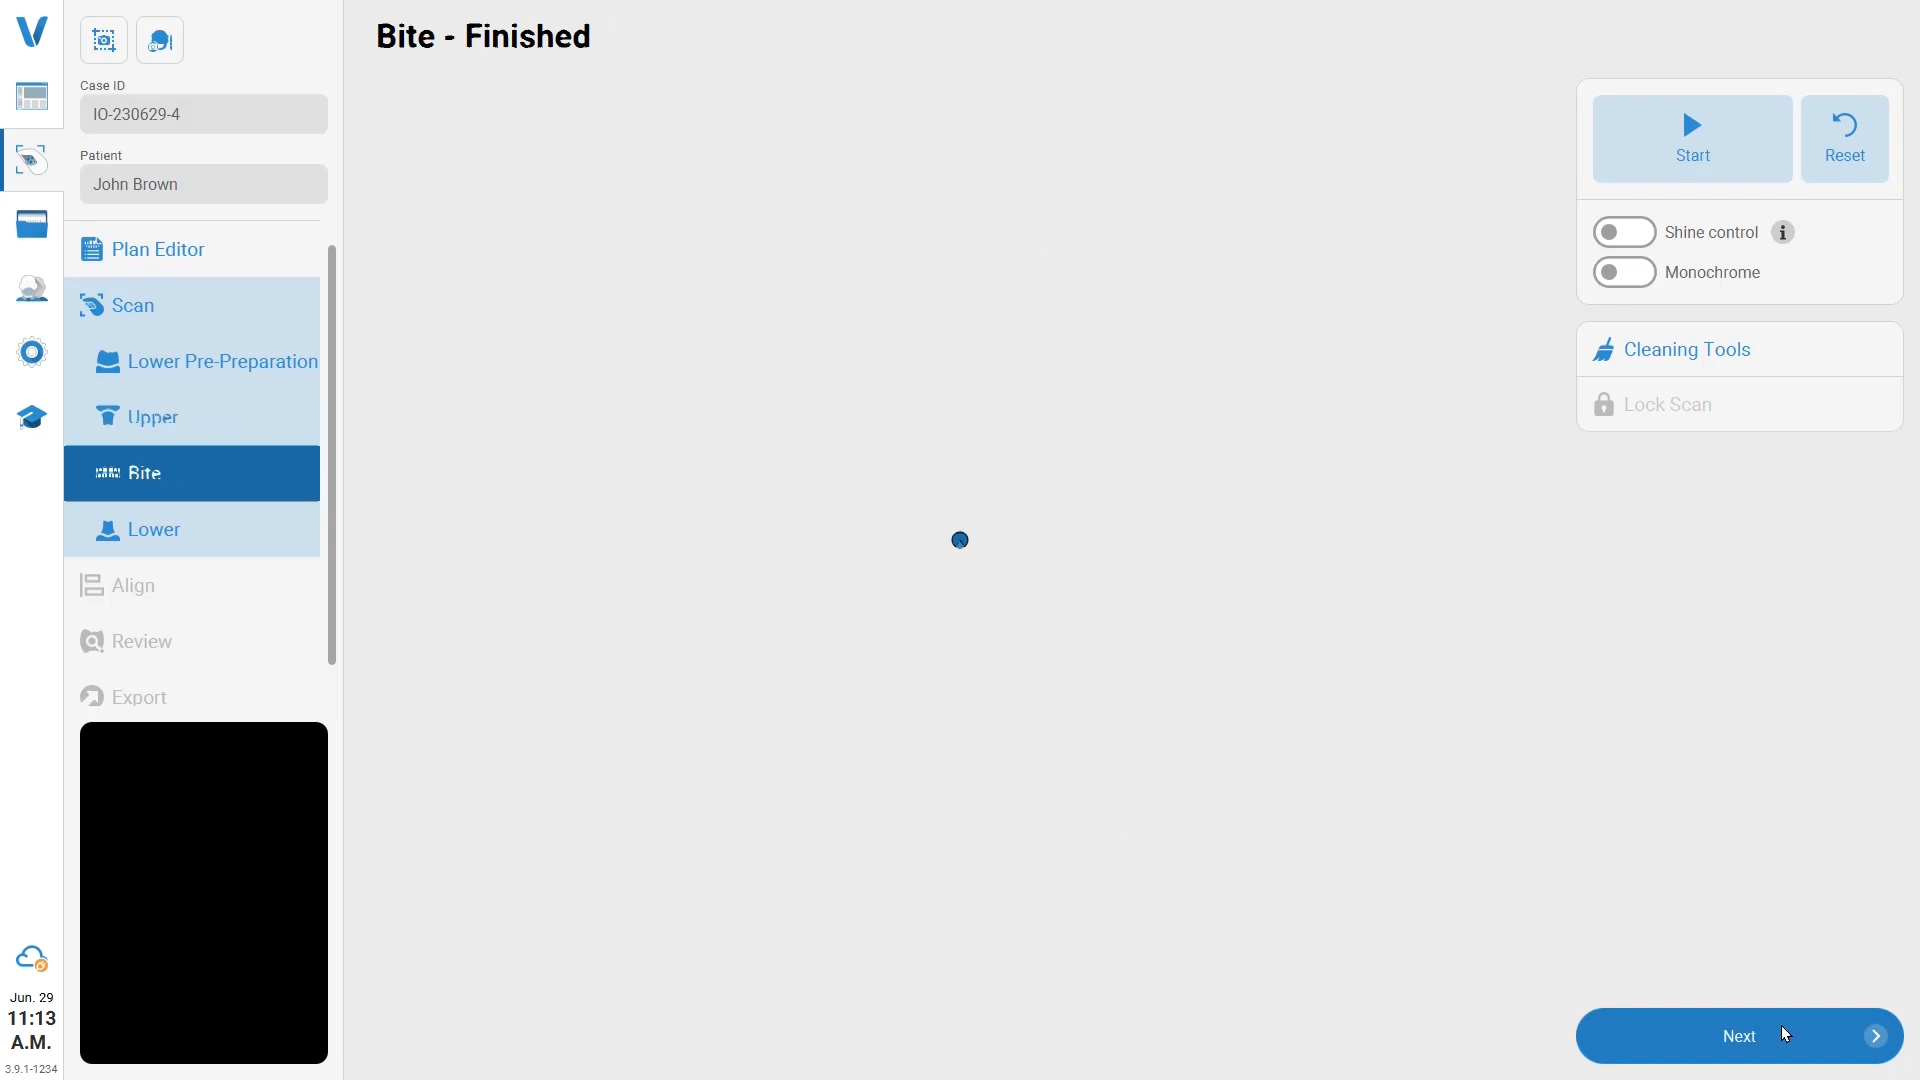 Bite - Finished
Case ID
IO-230629-4
Patient
John Brown
Plan Editor
Scan
Lower Pre-Preparation
Upper
Bite
Lower
Align
Review
Export
Start
Reset
Shine control
Monochrome
Cleaning Tools
Lock Scan
Jun. 29
11:13
A.M.
3.9.1-1234
Next